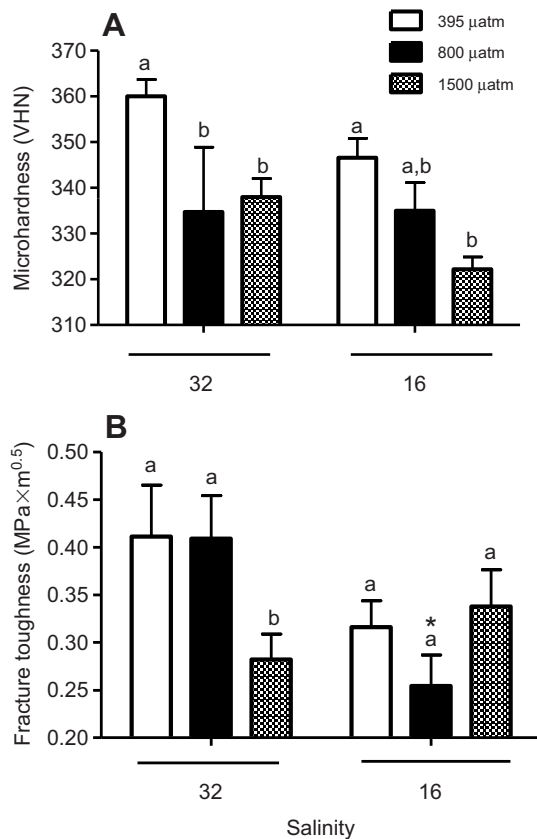 A
395 µatm
800 µatm
1500 µatm
Microhardness (VHN)
370
360
350
340
330
320
310
a
b
b
a
a,b
b
32
16
B
Fracture toughness (MPa×m^0.5)
0.50
0.45
0.40
0.35
0.30
0.25
0.20
a
a
b
a
*
a
a
32
16
Salinity